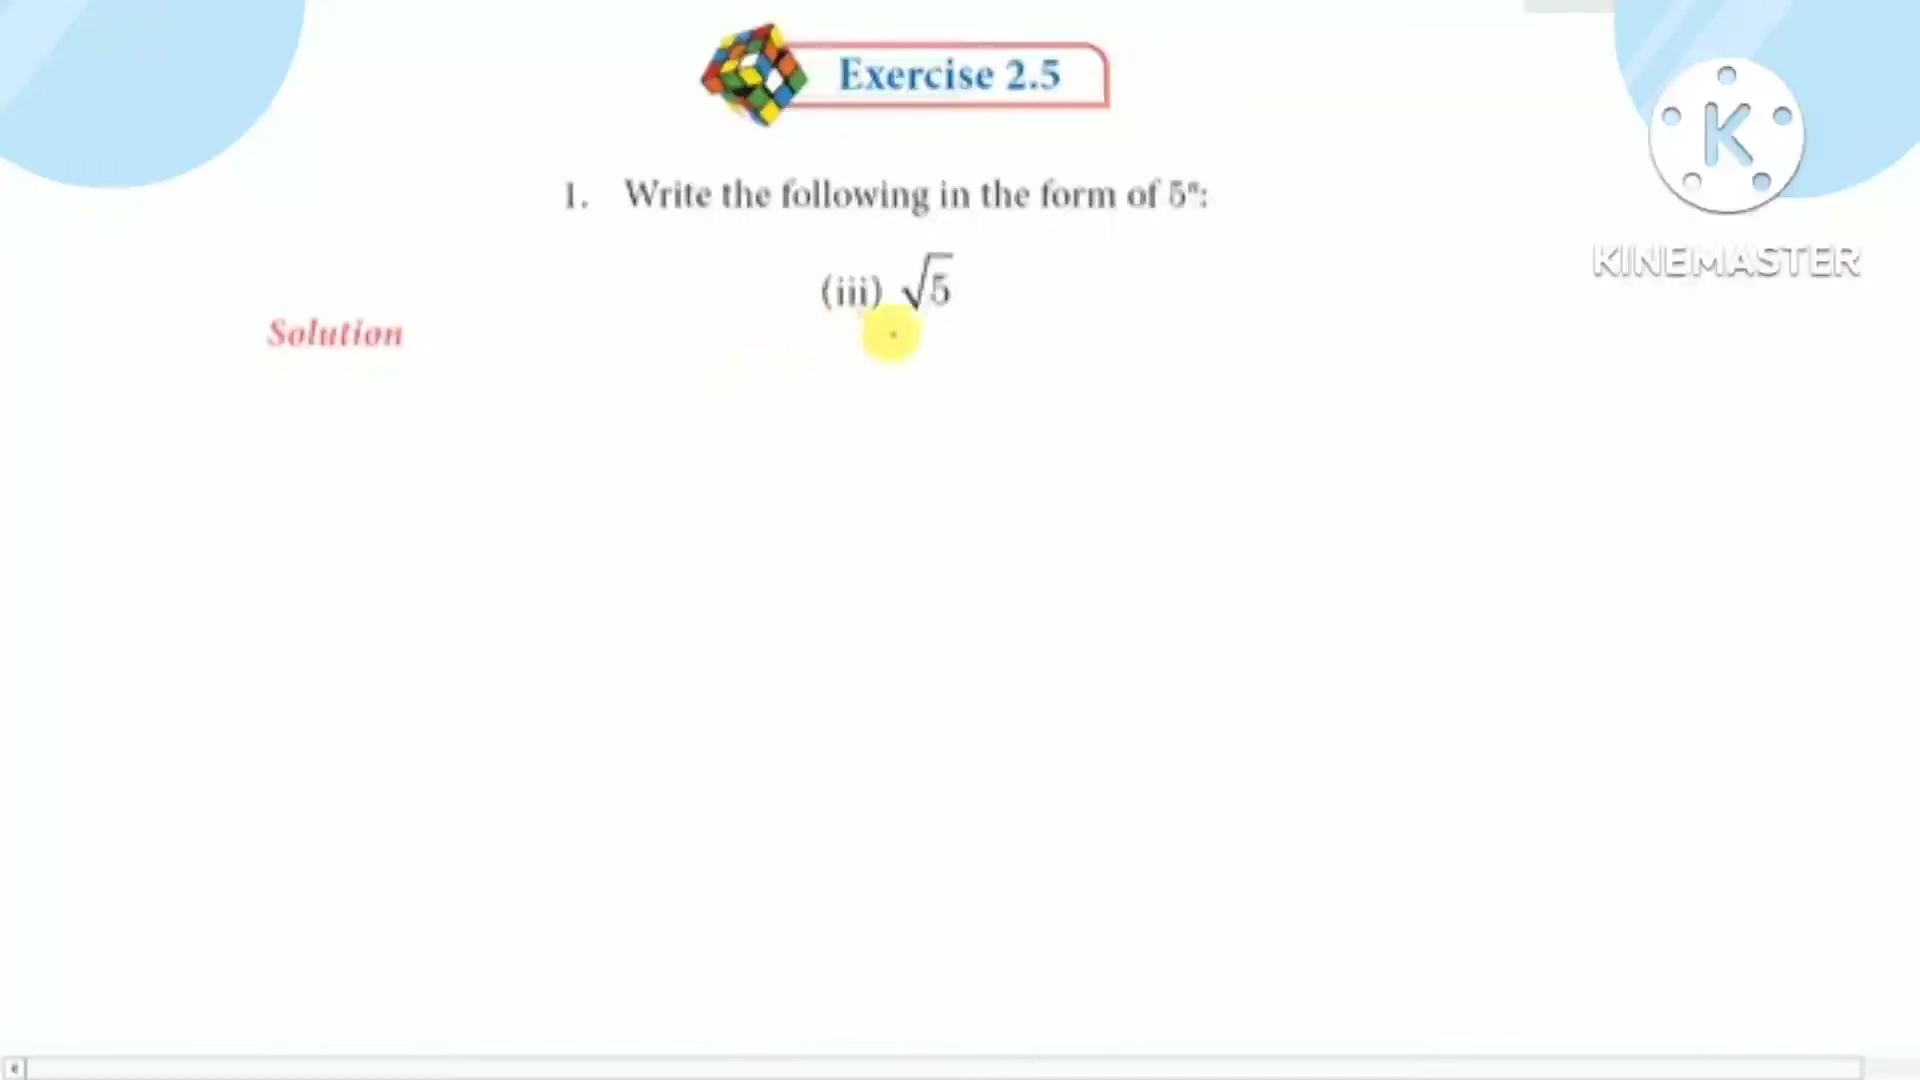 Exercise 2.5
1. Write the following in the form of 5ⁿ:
(iii) √5
Solution
K
KINEMASTER